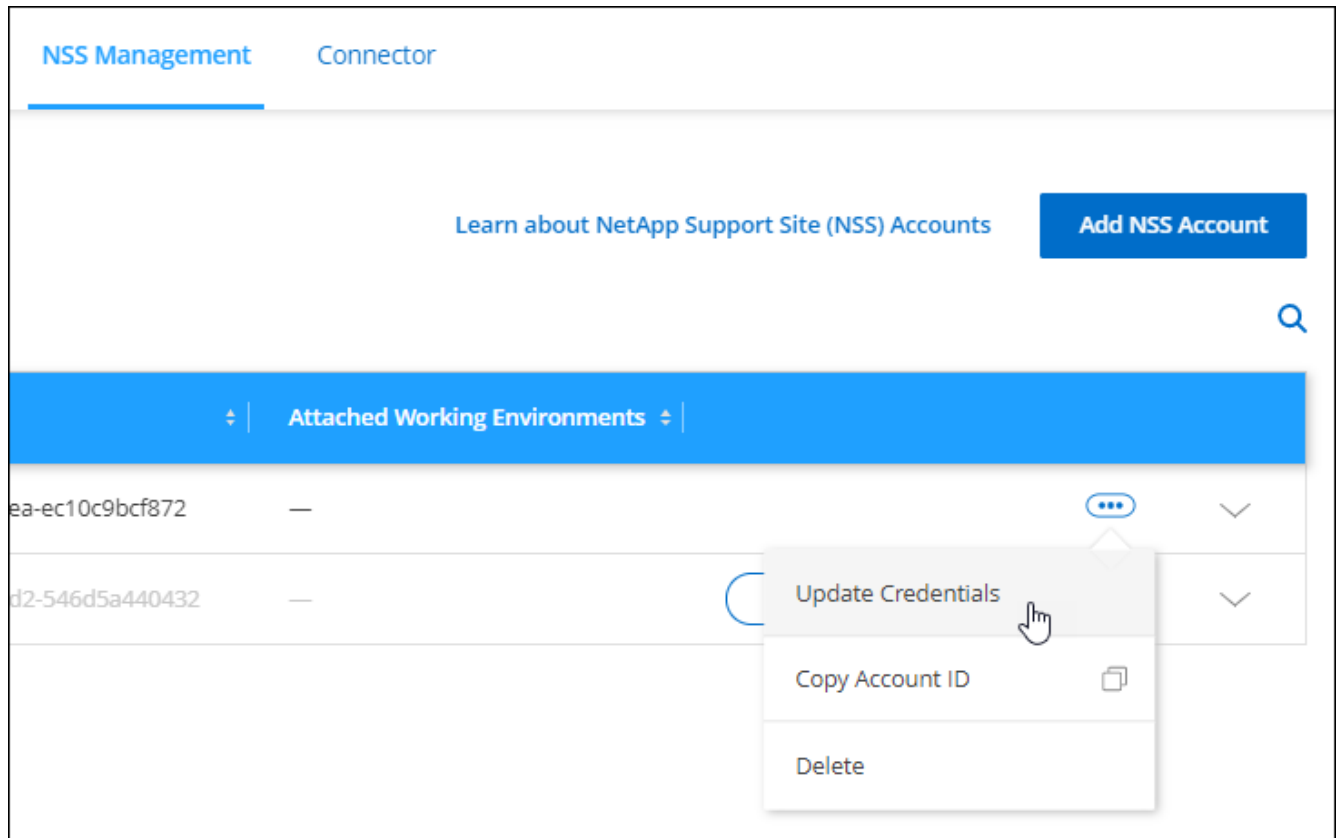 NSS Management Connector
Learn about NetApp Support Site (NSS) Accounts Add NSS Account
Attached Working Environments
ea-ec10c9bcf872 —
d2-546d5a440432 —
Update Credentials
Copy Account ID
Delete